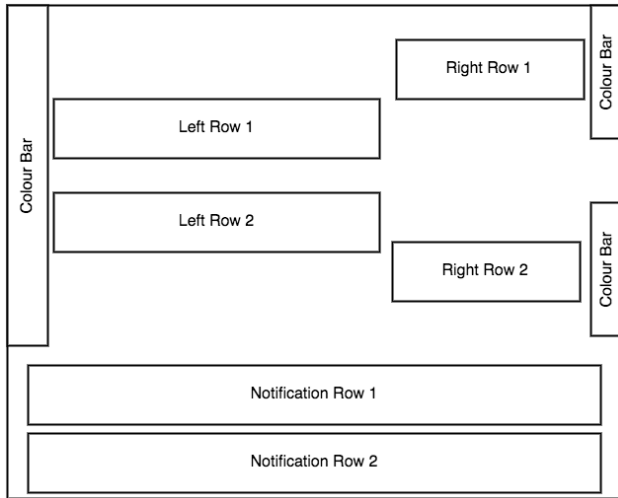 Colour Bar
Left Row 1
Left Row 2
Right Row 1
Colour Bar
Right Row 2
Colour Bar
Notification Row 1
Notification Row 2